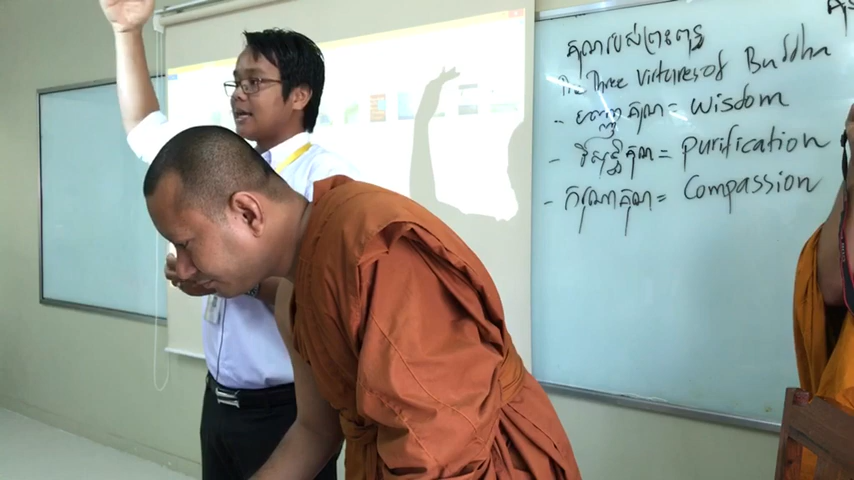 គុណរបស់ព្រះពុទ្ធ
The Three Virtures of Buddha
- បញ្ញាគុណ = Wisdom
- វិសុទ្ធិគុណ = Purification
- ករុណាគុណ = Compassion